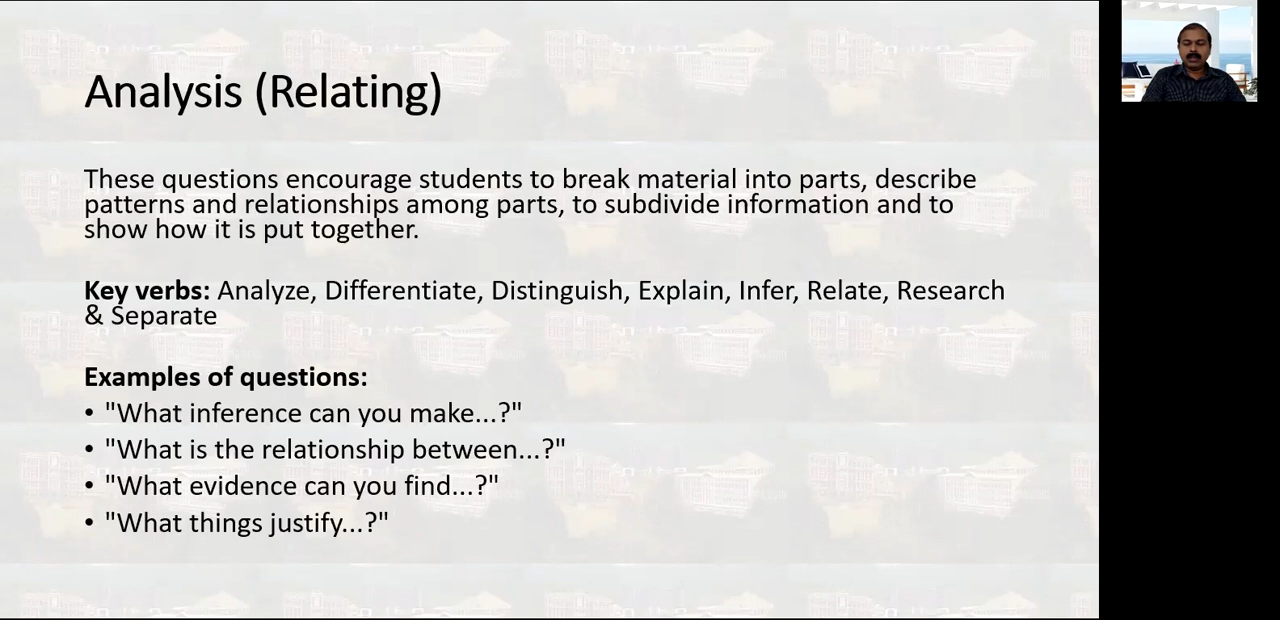 Analysis (Relating)
These questions encourage students to break material into parts, describe
patterns and relationships among parts, to subdivide information and to
show how it is put together.
Key verbs: Analyze, Differentiate, Distinguish, Explain, Infer, Relate, Research
& Separate
Examples of questions:
• "What inference can you make...?"
• "What is the relationship between...?"
• "What evidence can you find...?"
• "What things justify...?"